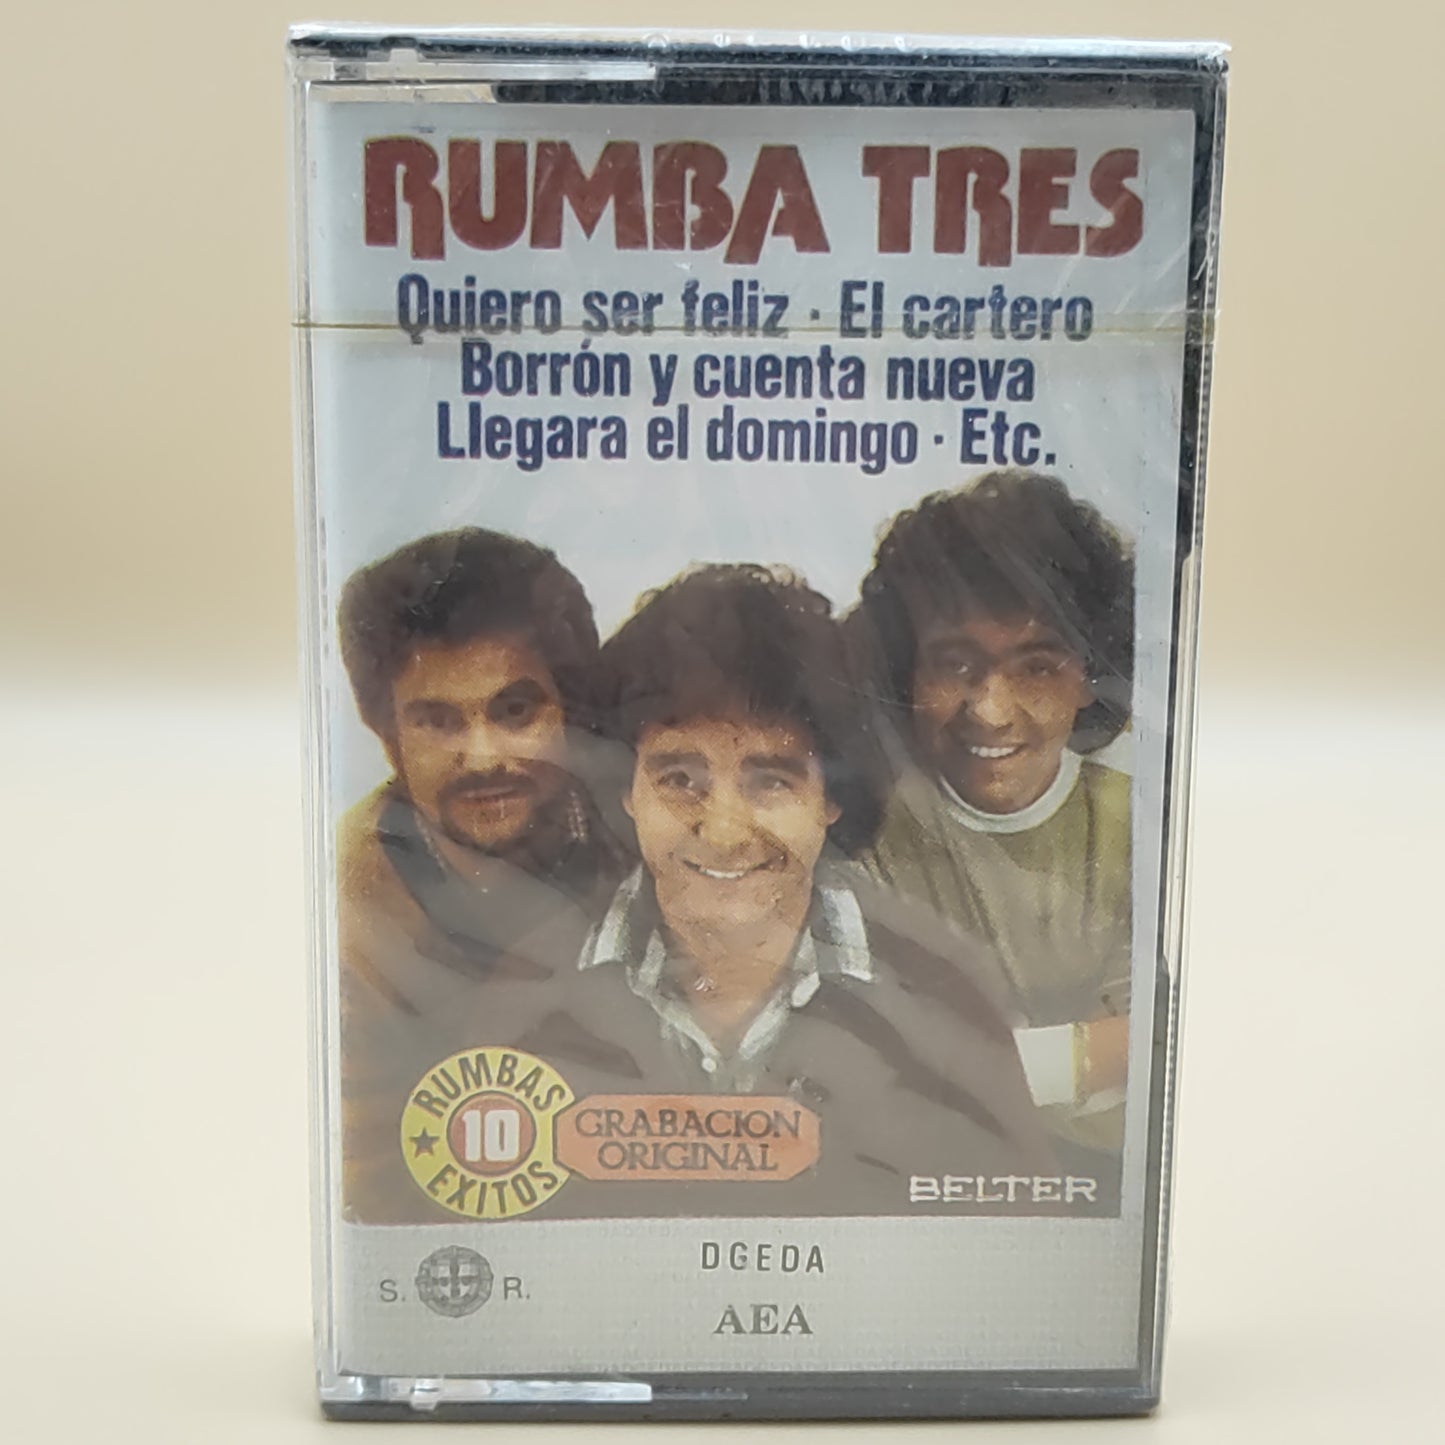 RUMBA TRES
Quiero ser feliz · El cartero
Borrón y cuenta nueva
Llegara el domingo · Etc.
RUMBAS
10
EXITOS
GRABACION
ORIGINAL
BELTER
DGEDA
S. R.
AEA